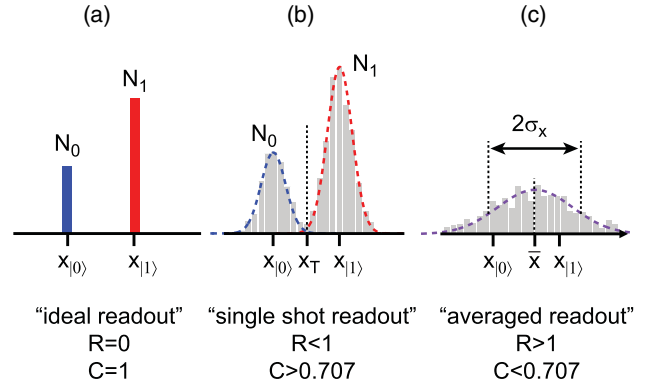 (a)
(b)
(c)
N₁
N₀
N₁
N₀
2σₓ
x|0⟩
x|1⟩
x|0⟩
x_T
x|1⟩
x|0⟩
x̄
x|1⟩
“ideal readout”
R=0
C=1
“single shot readout”
R<1
C>0.707
“averaged readout”
R>1
C<0.707